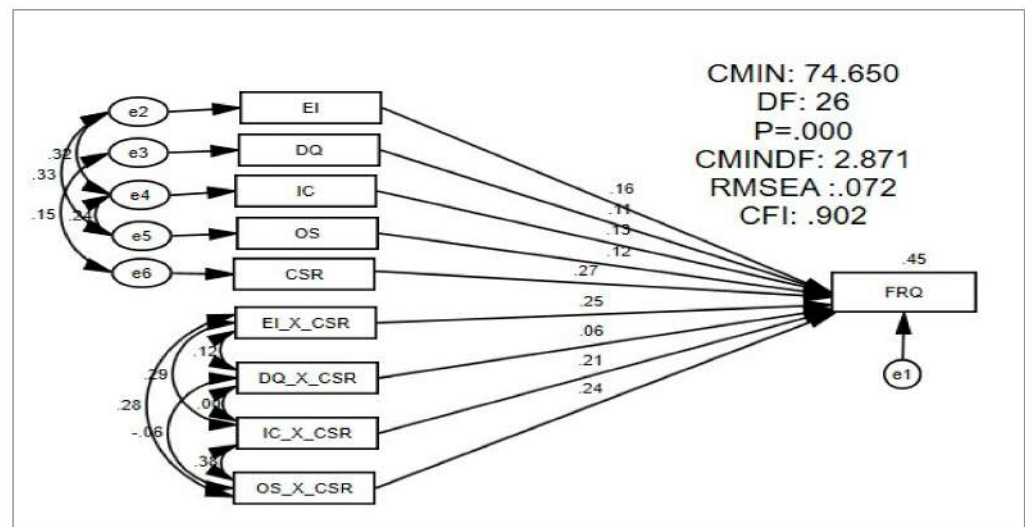 CMIN: 74.650
DF: 26
P=.000
CMINDF: 2.871
RMSEA :.072
CFI: .902
e2
EI
e3
DQ
.32
.33
e4
IC
.16
.11
.15
.24
e5
OS
.13
.12
e6
CSR
.27
.45
FRQ
EI_X_CSR
.25
.12
.06
.29
DQ_X_CSR
.21
e1
.28
.00
.24
-.06
IC_X_CSR
.38
OS_X_CSR